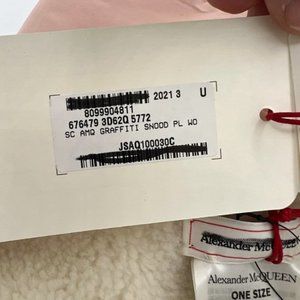 2021 3 U
8099904811
676479 3D62Q 5772
SC AMQ GRAFFITI SNOOD PL WO
JSAQ100030C
Alexander McQUEEN
Alexander McQUEEN
ONE SIZE